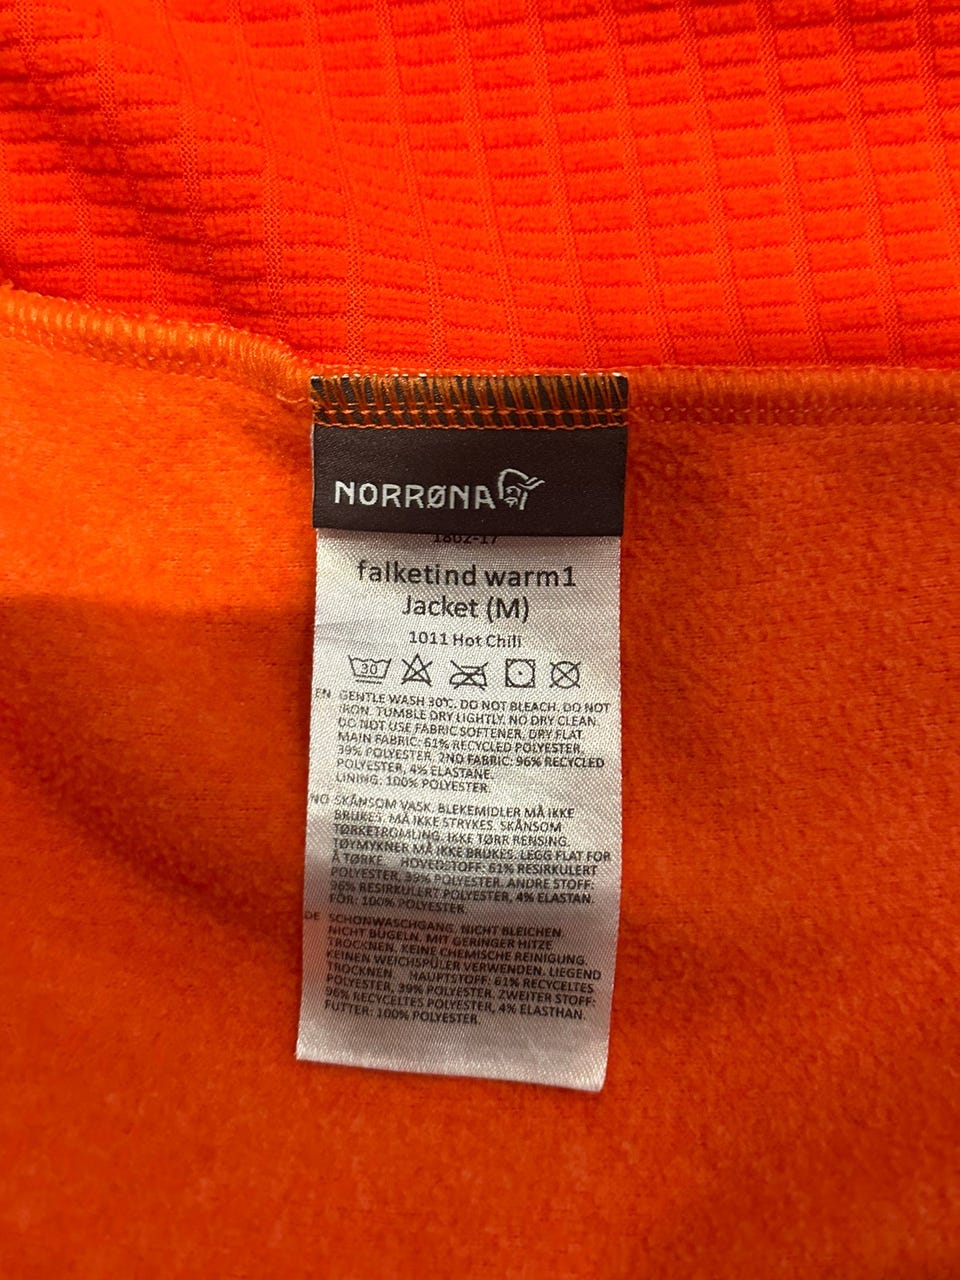 NORRØNA
1802-17
falketind warm1
Jacket (M)
1011 Hot Chili
30
EN GENTLE WASH 30℃. DO NOT BLEACH. DO NOT
IRON. TUMBLE DRY LIGHTLY. NO DRY CLEAN.
DO NOT USE FABRIC SOFTENER. DRY FLAT.
MAIN FABRIC: 61% RECYCLED POLYESTER,
39% POLYESTER. 2ND FABRIC: 96% RECYCLED
POLYESTER, 4% ELASTANE.
LINING: 100% POLYESTER.
NO SKÅNSOM VASK. BLEKEMIDLER MÅ IKKE
BRUKES. MÅ IKKE STRYKES. SKÅNSOM
TØRKETROMLING. IKKE TØRR RENSING.
TØYMYKNER MÅ IKKE BRUKES. LEGG FLAT FOR
Å TØRKE. HOVEDSTOFF: 61% RESIRKULERT
POLYESTER, 39% POLYESTER. ANDRE STOFF:
96% RESIRKULERT POLYESTER, 4% ELASTAN.
FÔR: 100% POLYESTER.
DE SCHONWASCHGANG. NICHT BLEICHEN.
NICHT BÜGELN. MIT GERINGER HITZE
TROCKNEN. KEINE CHEMISCHE REINIGUNG.
KEINEN WEICHSPÜLER VERWENDEN. LIEGEND
TROCKNEN. HAUPTSTOFF: 61% RECYCELTES
POLYESTER, 39% POLYESTER. ZWEITER STOFF:
96% RECYCELTES POLYESTER, 4% ELASTHAN.
FUTTER: 100% POLYESTER.